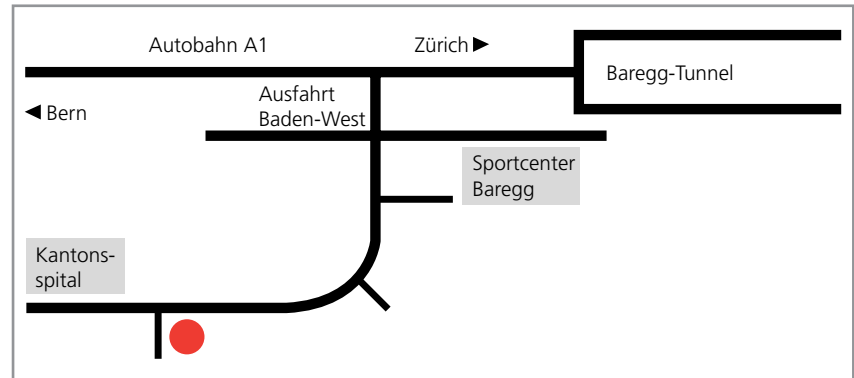 Autobahn A1
Zürich ▶
Baregg-Tunnel
◀ Bern
Ausfahrt
Baden-West
Sportcenter
Baregg
Kantons-
spital